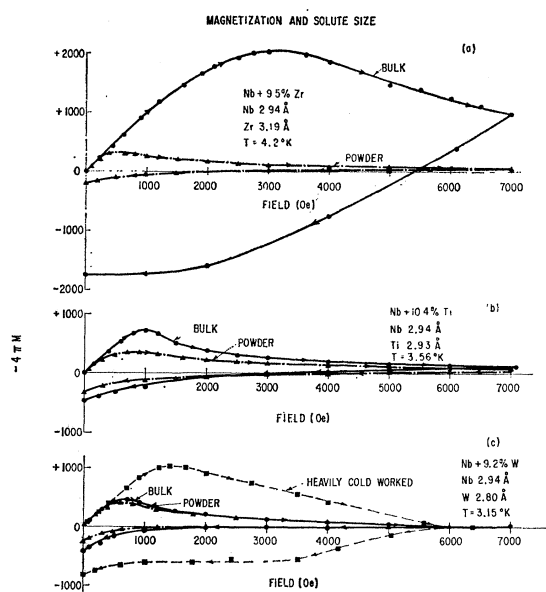 MAGNETIZATION AND SOLUTE SIZE
(a)
+2000
BULK
Nb + 9.5% Zr
Nb 2.94 Å
Zr 3.19 Å
T = 4.2°K
+1000
POWDER
0
1000 2000 3000 4000 5000 6000 7000
FIELD (Oe)
-1000
-2000
-4πM
(b)
Nb + 10.4% Ti
Nb 2.94 Å
Ti 2.93 Å
T = 3.56°K
+1000
BULK
POWDER
0
2000 3000 4000 5000 6000 7000
FIELD (Oe)
-1000
(c)
Nb + 9.2% W
Nb 2.94 Å
W 2.80 Å
T = 3.15°K
+1000
HEAVILY COLD WORKED
BULK
POWDER
0
1000 2000 3000 4000 5000 6000 7000
FIELD (Oe)
-1000